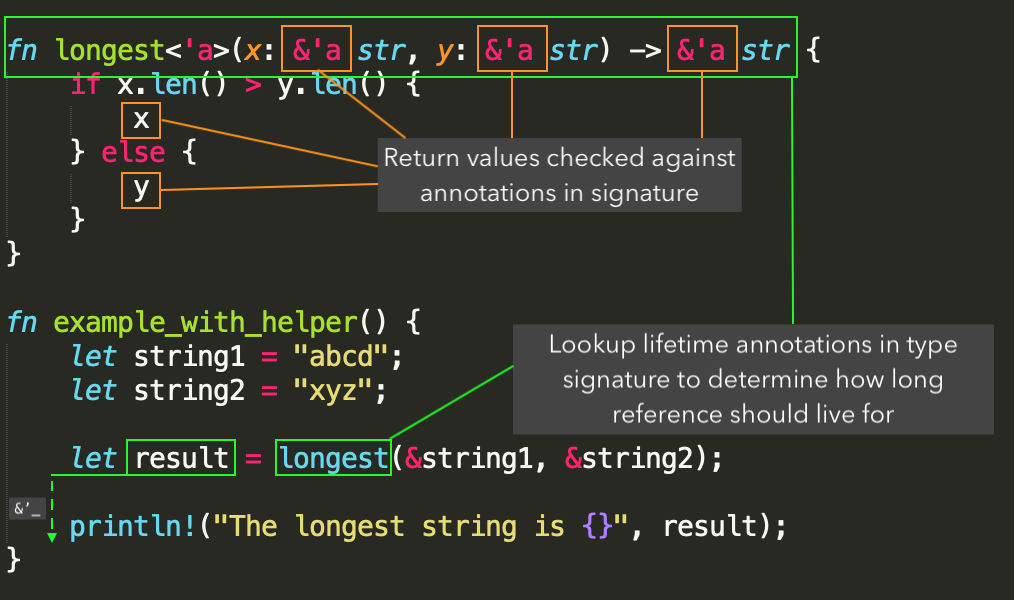 fn longest<'a>(x: &'a str, y: &'a str) -> &'a str {
if x.len() > y.len() {
x
Return values checked against
} else {
annotations in signature
y
}
}
fn example_with_helper() {
let string1 = "abcd";
Lookup lifetime annotations in type
let string2 = "xyz";
signature to determine how long
reference should live for
let result = longest(&string1, &string2);
&’_
println!("The longest string is {}", result);
}